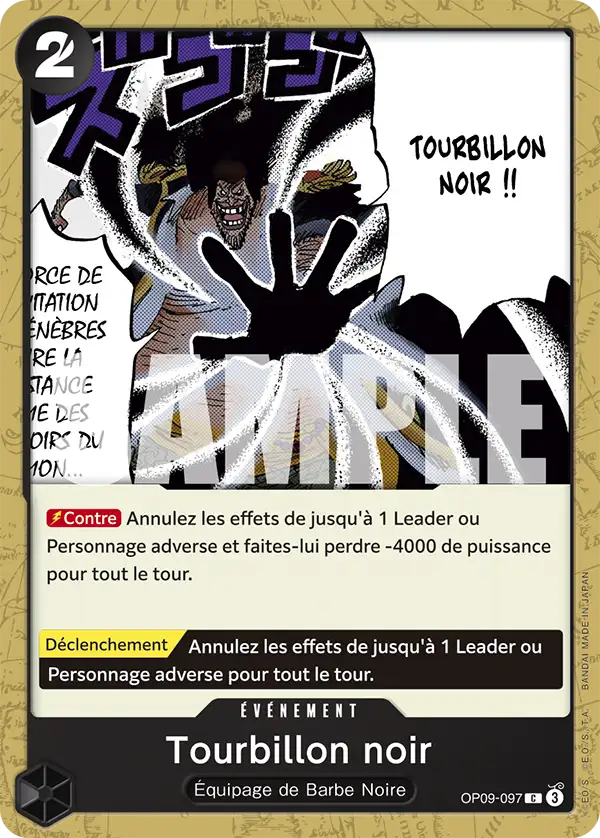 2
TOURBILLON
NOIR !!
RCE DE
ITATION
ÉNÈBRES
RE LA
STANCE
ME DES
OIRS DU
MON...
AMPLE
Contre Annulez les effets de jusqu'à 1 Leader ou
Personnage adverse et faites-lui perdre -4000 de puissance
pour tout le tour.
Déclenchement Annulez les effets de jusqu'à 1 Leader ou
Personnage adverse pour tout le tour.
ÉVÉNEMENT
Tourbillon noir
Équipage de Barbe Noire
OP09-097 C 3
BANDAI MADE IN JAPAN